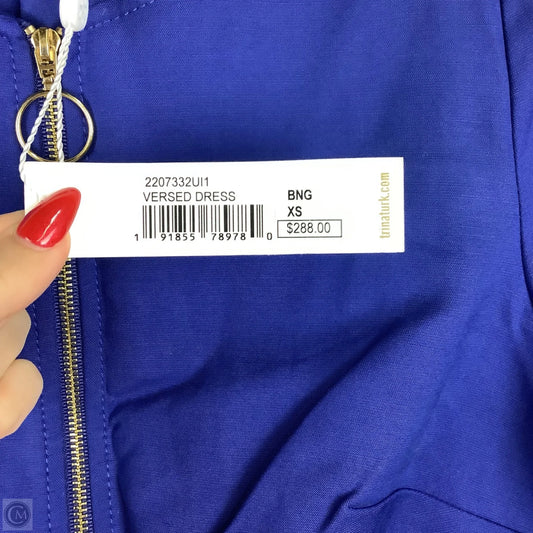 2207332UI1
VERSED DRESS
BNG
XS
$288.00
1 91855 78978 0
trinaturk.com
M